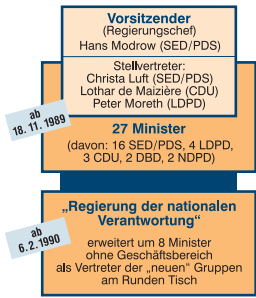 Vorsitzender
(Regierungschef)
Hans Modrow (SED/PDS)
Stellvertreter:
Christa Luft (SED/PDS)
Lothar de Maizière (CDU)
Peter Moreth (LDPD)
ab
18.11.1989
27 Minister
(davon: 16 SED/PDS, 4 LDPD,
3 CDU, 2 DBD, 2 NDPD)
ab
6.2.1990
„Regierung der nationalen
Verantwortung“
erweitert um 8 Minister
ohne Geschäftsbereich
als Vertreter der „neuen“ Gruppen
am Runden Tisch